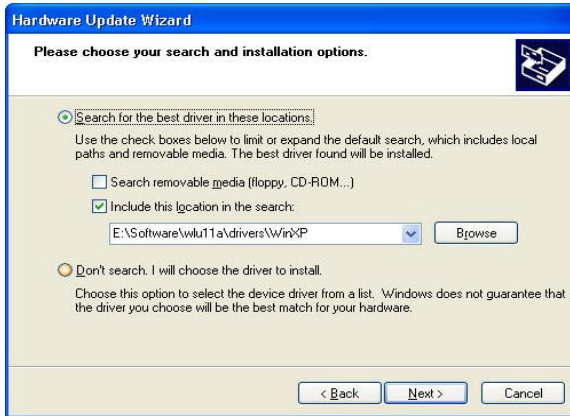 Hardware Update Wizard
Please choose your search and installation options.
Search for the best driver in these locations.
Use the check boxes below to limit or expand the default search, which includes local
paths and removable media. The best driver found will be installed.
Search removable media (floppy, CD-ROM...)
Include this location in the search:
E:\Software\wlu11a\drivers\WinXP
Browse
Don't search. I will choose the driver to install.
Choose this option to select the device driver from a list. Windows does not guarantee that
the driver you choose will be the best match for your hardware.
< Back
Next >
Cancel